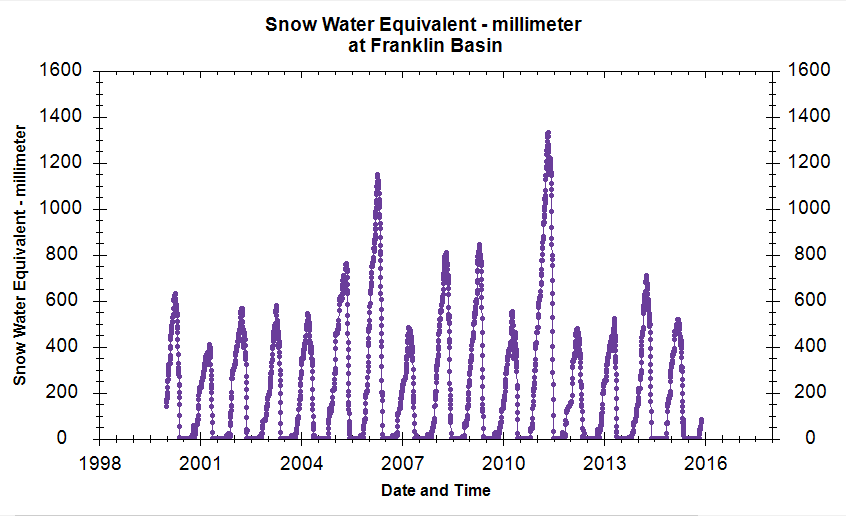 Snow Water Equivalent - millimeter
at Franklin Basin
1600 1600
1400 1400
1200 1200
1000 1000
800 800
600 600
400 400
200 200
0 0
Snow Water Equivalent - millimeter
1998 2001 2004 2007 2010 2013 2016
Date and Time